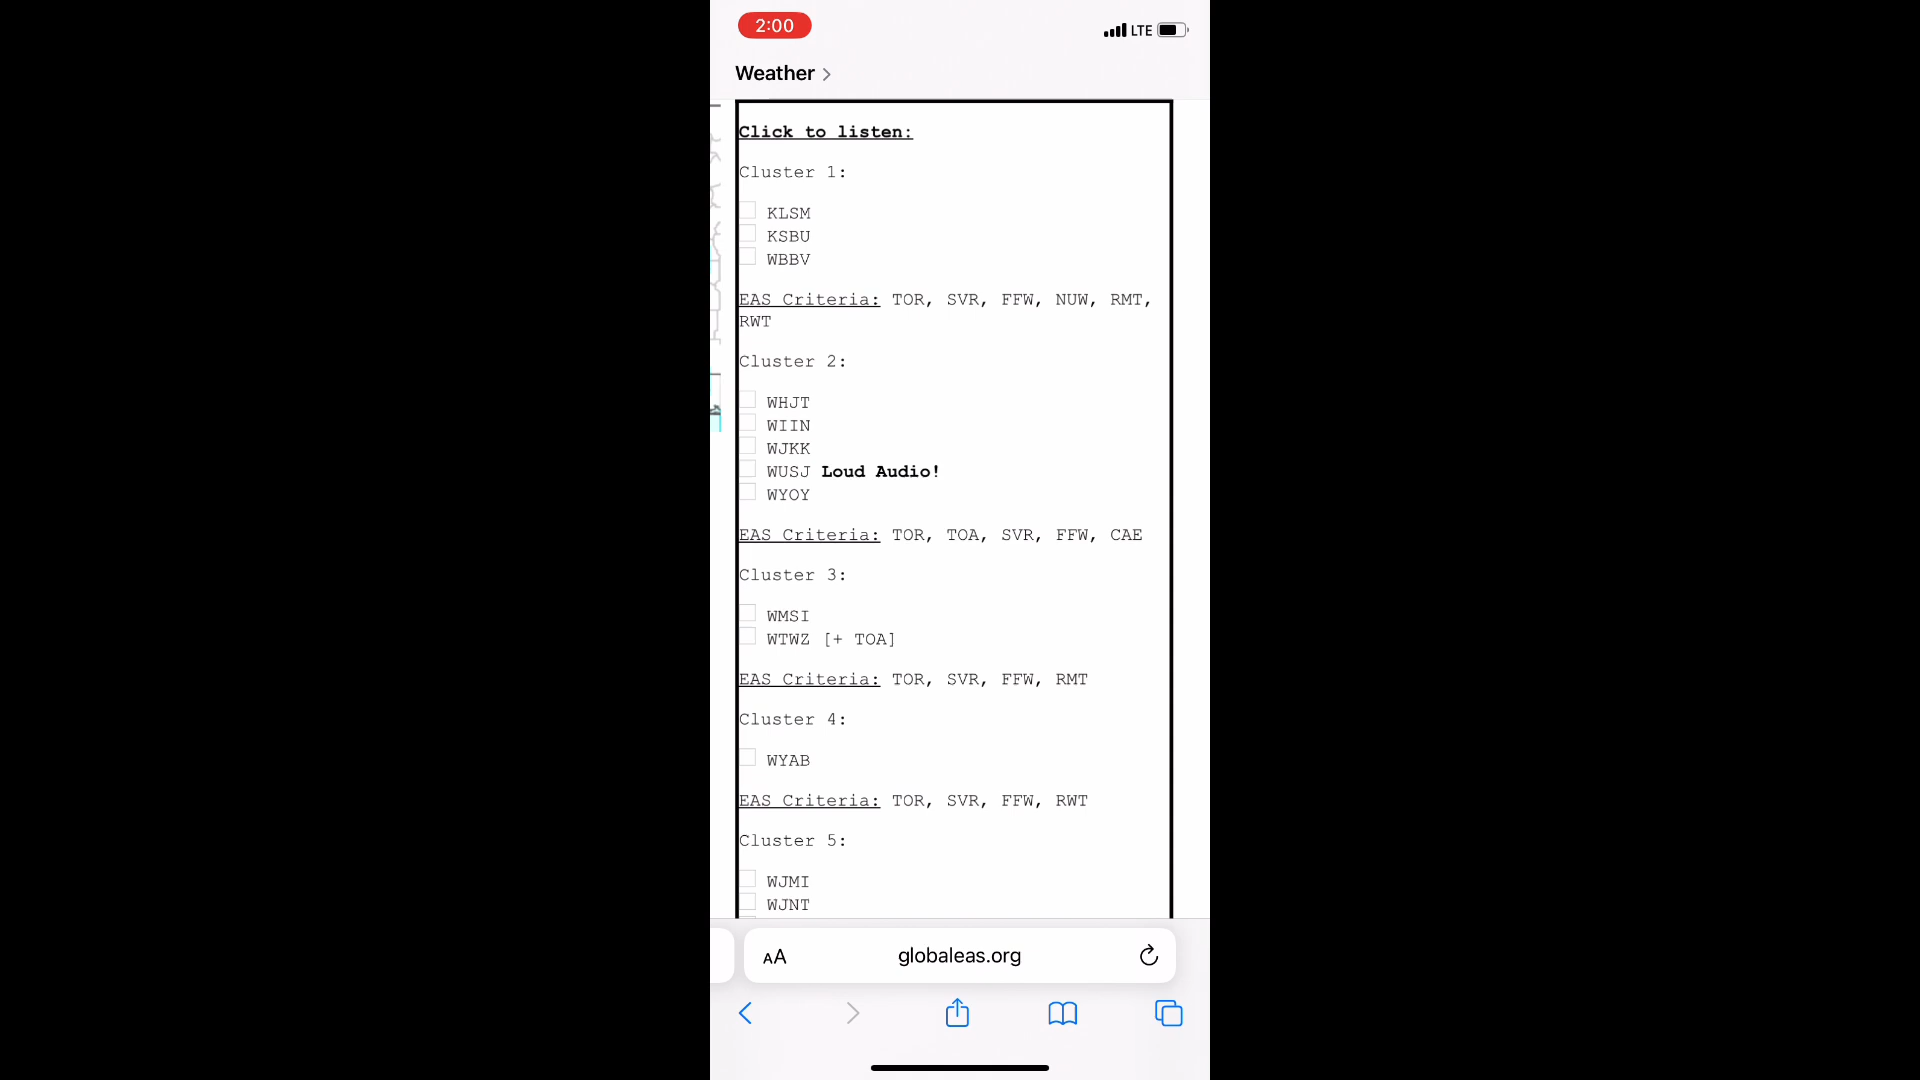 2:00
LTE
Weather
Click to listen:
Cluster 1:
KLSM
KSBU
WBBV
EAS Criteria: TOR, SVR, FFW, NUW, RMT,
RWT
Cluster 2:
WHJT
WIIN
WJKK
WUSJ Loud Audio!
WYOY
EAS Criteria: TOR, TOA, SVR, FFW, CAE
Cluster 3:
WMSI
WTWZ [+ TOA]
EAS Criteria: TOR, SVR, FFW, RMT
Cluster 4:
WYAB
EAS Criteria: TOR, SVR, FFW, RWT
Cluster 5:
WJMI
WJNT
AA globaleas.org